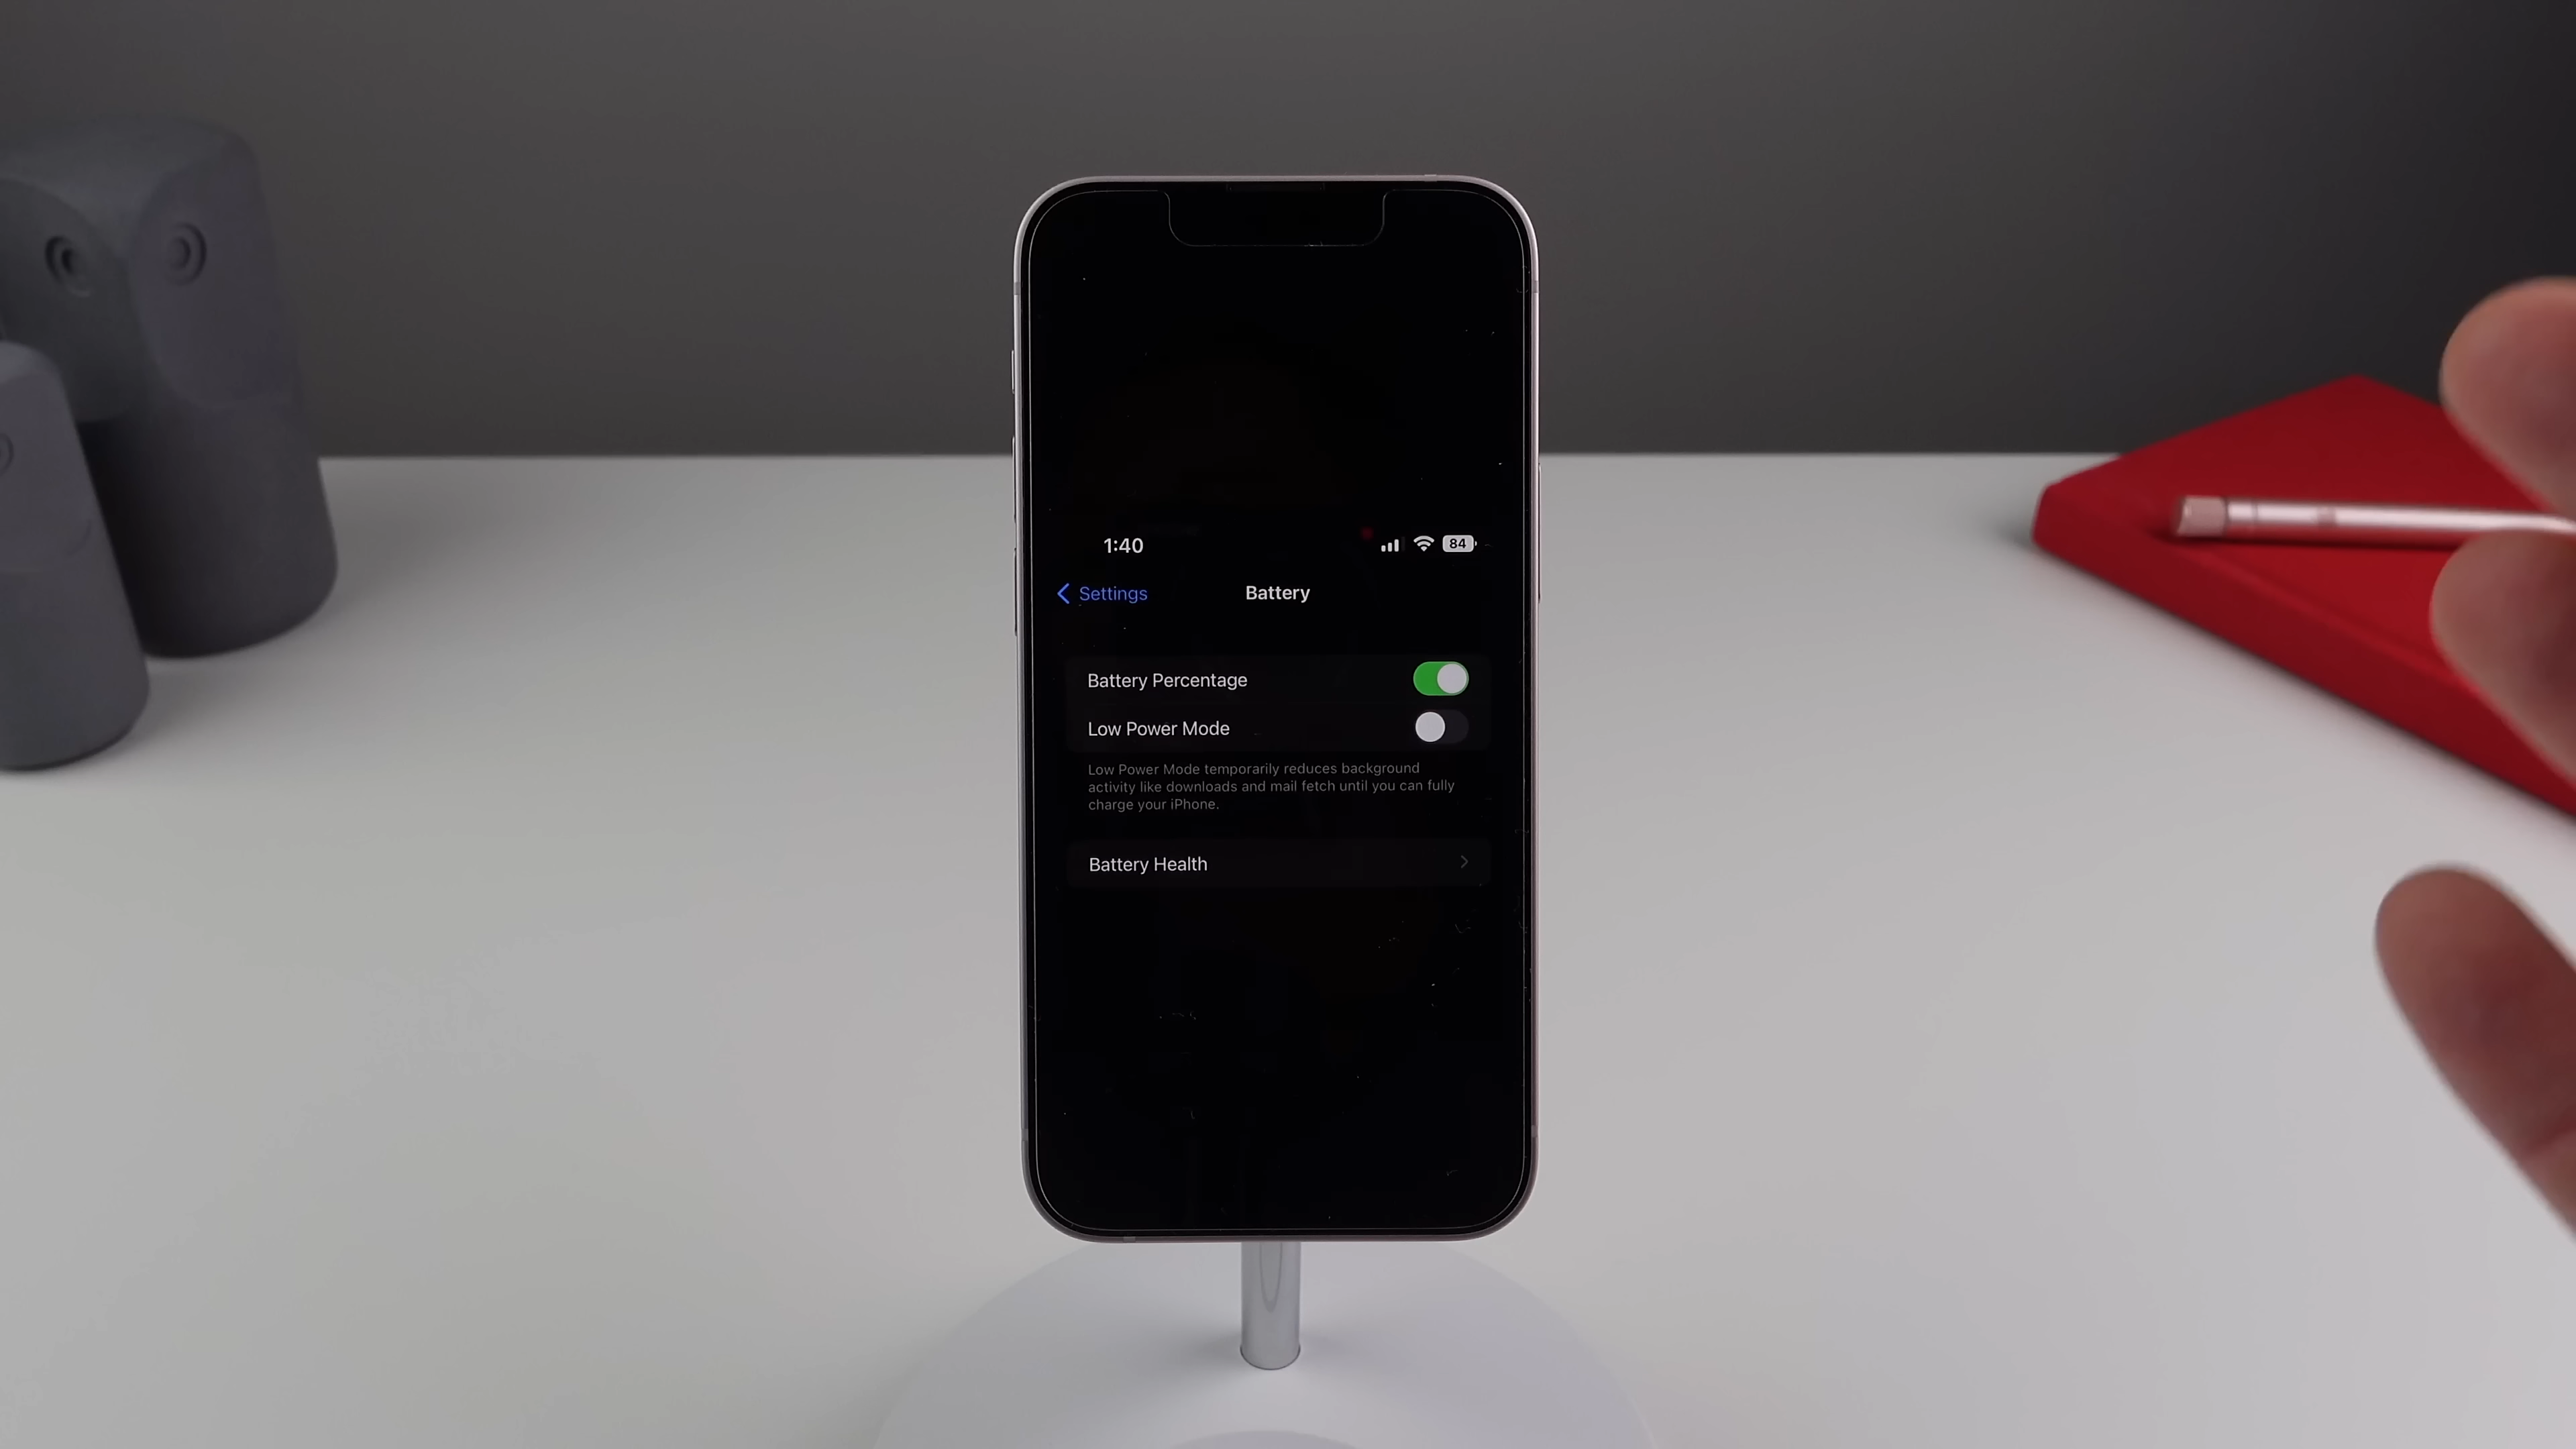 1:40
84
Settings
Battery
Battery Percentage
Low Power Mode
Low Power Mode temporarily reduces background
activity like downloads and mail fetch until you can fully
charge your iPhone.
Battery Health